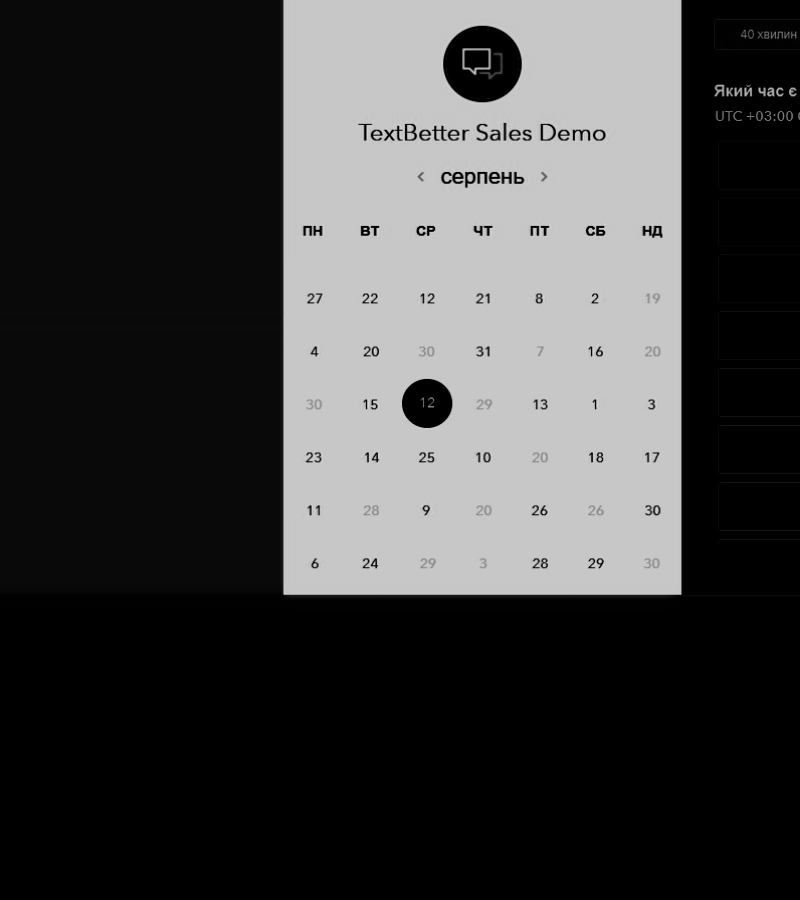 40 хвилин
TextBetter Sales Demo
Який час є
UTC +03:00
< серпень >
ПН ВТ СР ЧТ ПТ СБ НД
27 22 12 21 8 2 19
4 20 30 31 7 16 20
30 15 12 29 13 1 3
23 14 25 10 20 18 17
11 28 9 20 26 26 30
6 24 29 3 28 29 30